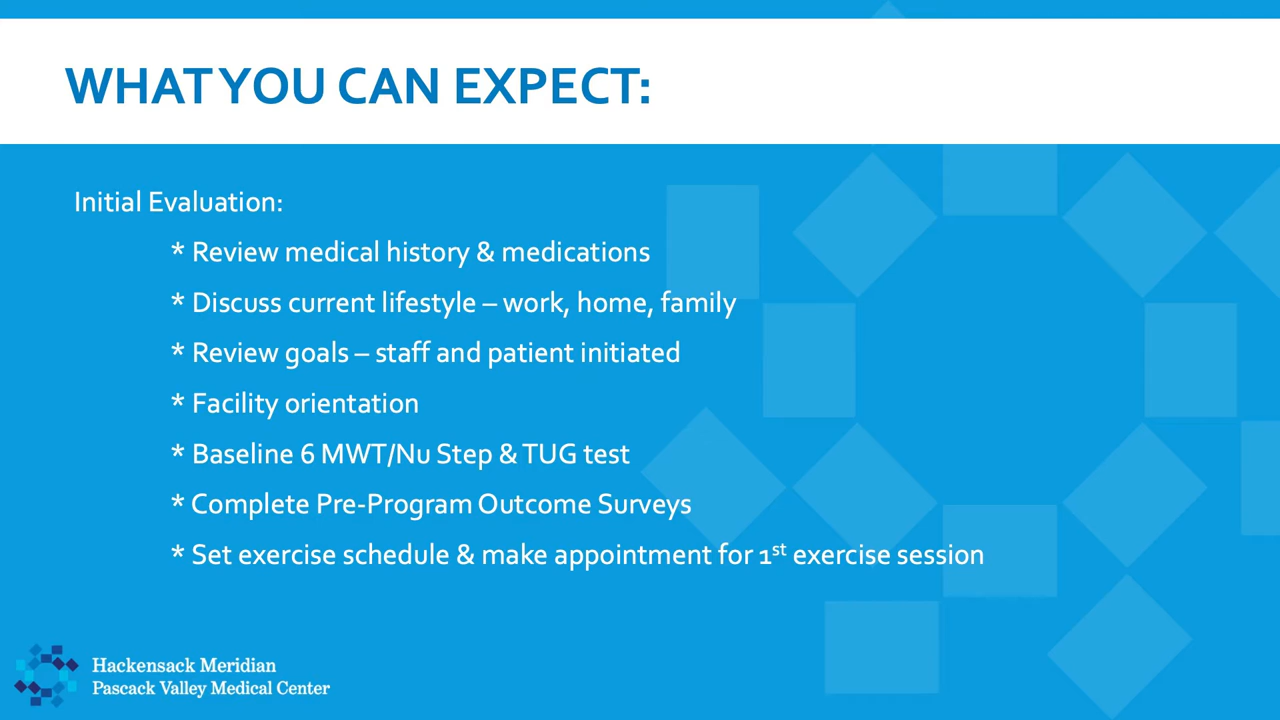 WHAT YOU CAN EXPECT:
Initial Evaluation:
* Review medical history & medications
* Discuss current lifestyle – work, home, family
* Review goals – staff and patient initiated
* Facility orientation
* Baseline 6 MWT/Nu Step & TUG test
* Complete Pre-Program Outcome Surveys
* Set exercise schedule & make appointment for 1st exercise session
Hackensack Meridian
Pascack Valley Medical Center